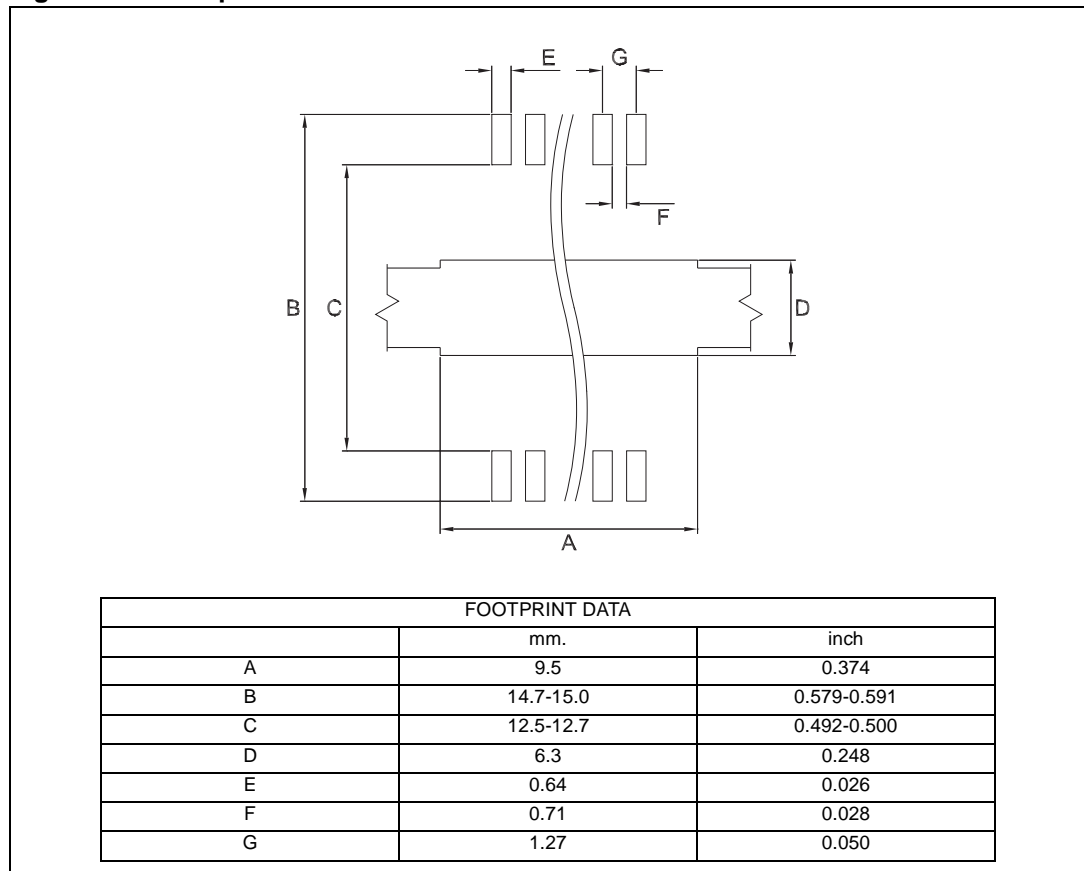 E
G
F
B
C
D
A
FOOTPRINT DATA
mm. inch
A 9.5 0.374
B 14.7-15.0 0.579-0.591
C 12.5-12.7 0.492-0.500
D 6.3 0.248
E 0.64 0.026
F 0.71 0.028
G 1.27 0.050